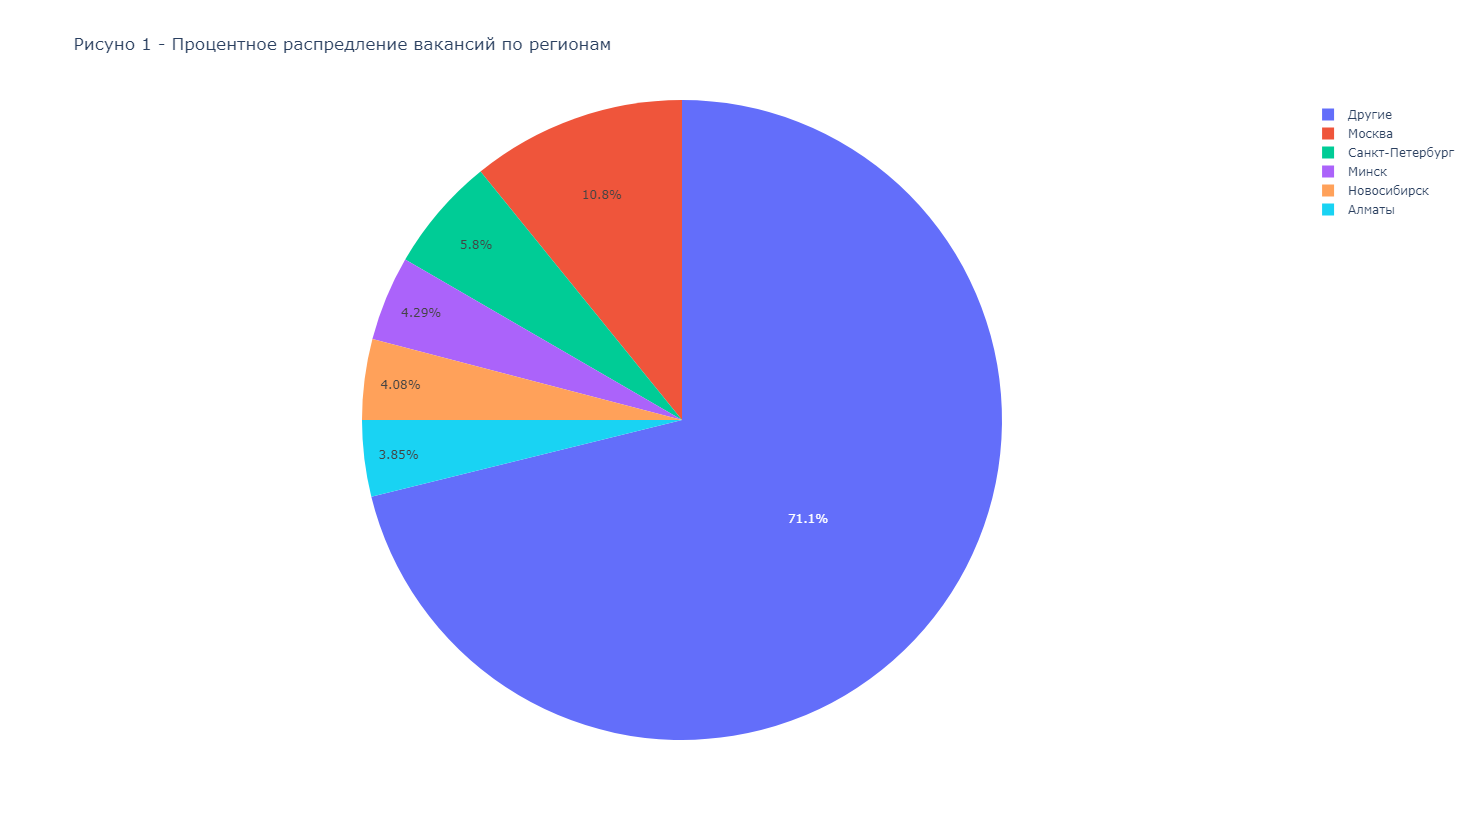 Рисуно 1 - Процентное распредление вакансий по регионам
Другие
Москва
Санкт-Петербург
Минск
Новосибирск
Алматы
10.8%
5.8%
4.29%
4.08%
3.85%
71.1%